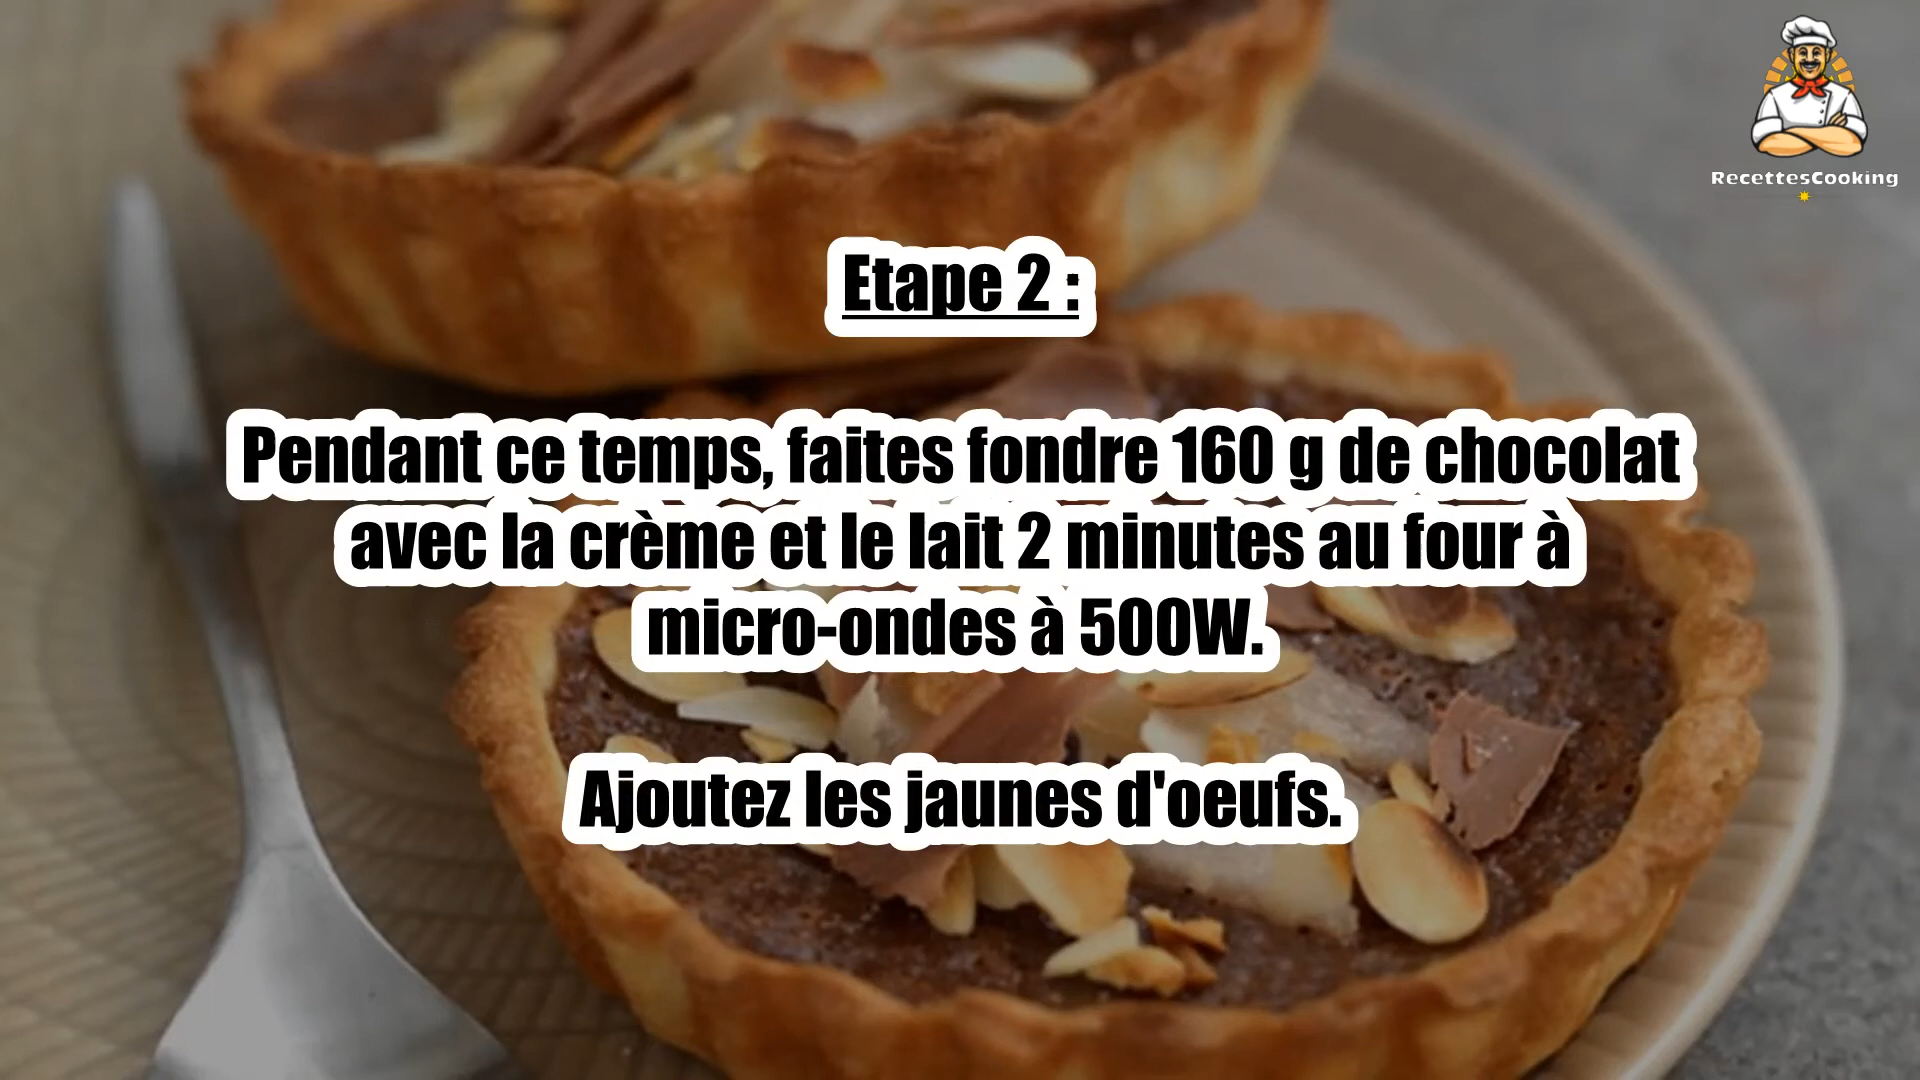 RecettesCooking
Etape 2 :
Pendant ce temps, faites fondre 160 g de chocolat
avec la crème et le lait 2 minutes au four à
micro-ondes à 500W.
Ajoutez les jaunes d'oeufs.